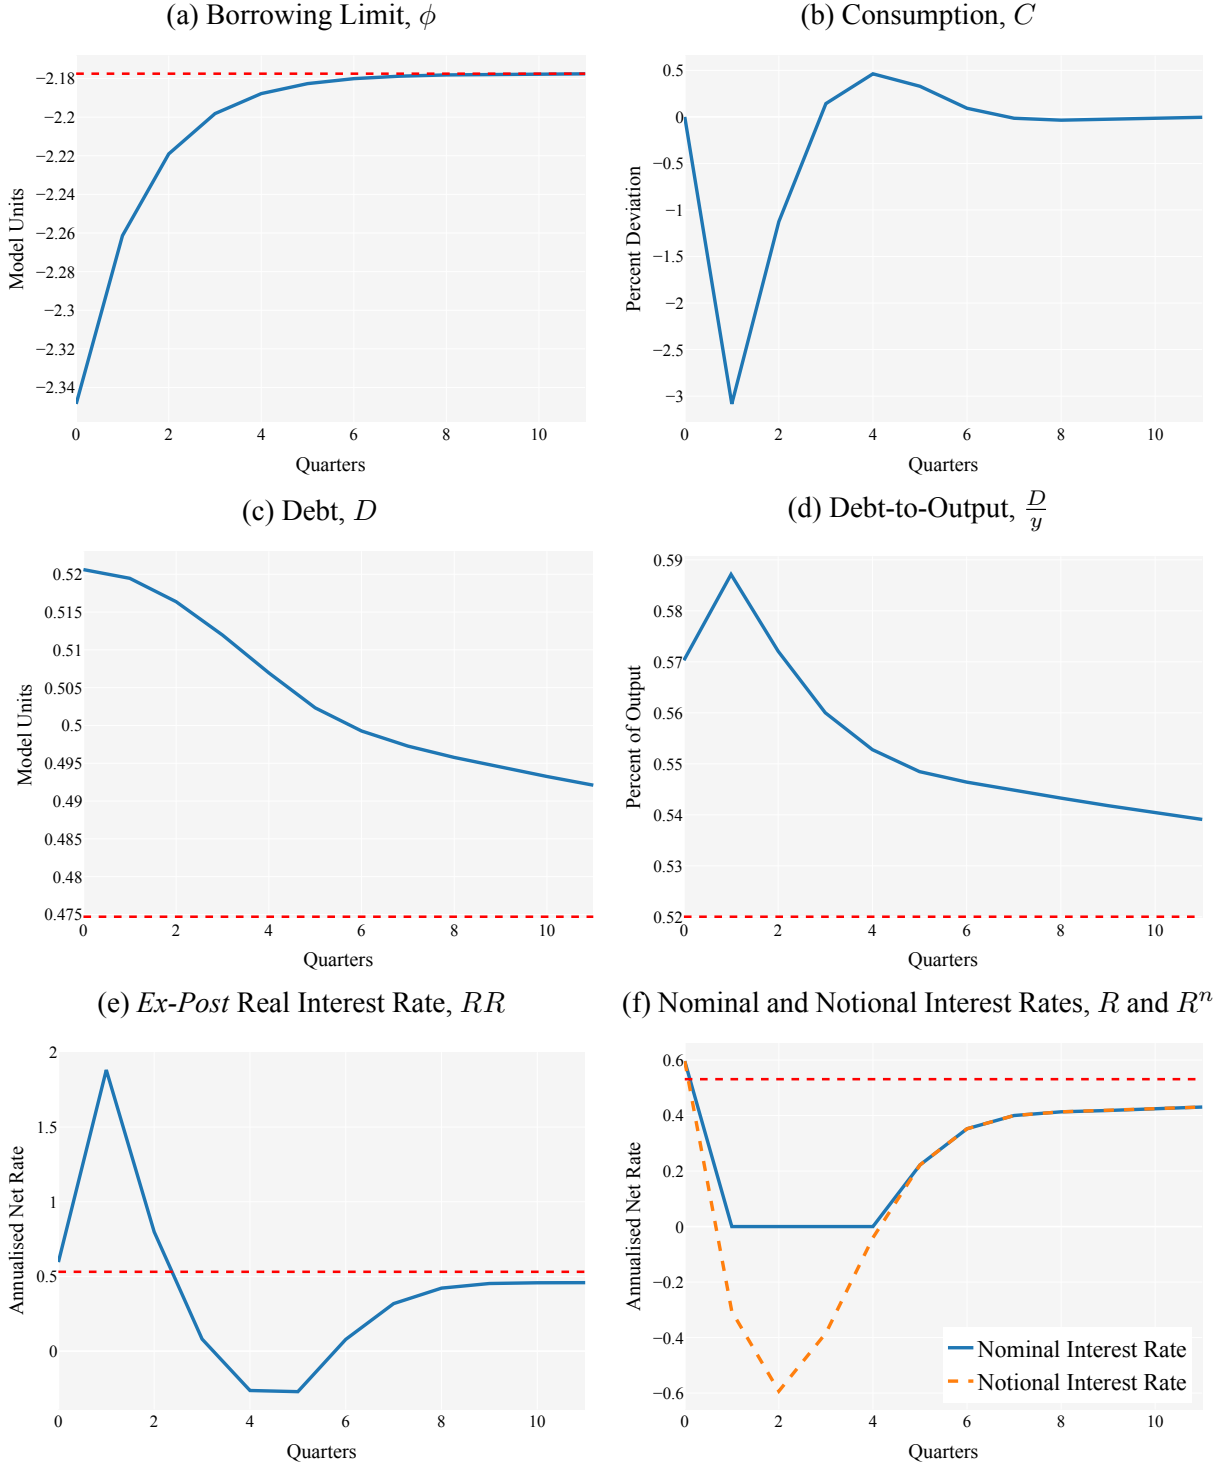 (a) Borrowing Limit, ϕ
Model Units
−2.18
−2.2
−2.22
−2.24
−2.26
−2.28
−2.3
−2.32
−2.34
0 2 4 6 8 10
Quarters
(b) Consumption, C
Percent Deviation
0.5
0
−0.5
−1
−1.5
−2
−2.5
−3
0 2 4 6 8 10
Quarters
(c) Debt, D
Model Units
0.52
0.515
0.51
0.505
0.5
0.495
0.49
0.485
0.48
0.475
0 2 4 6 8 10
Quarters
(d) Debt-to-Output, D/y
Percent of Output
0.59
0.58
0.57
0.56
0.55
0.54
0.53
0.52
0 2 4 6 8 10
Quarters
(e) Ex-Post Real Interest Rate, RR
Annualised Net Rate
2
1.5
1
0.5
0
0 2 4 6 8 10
Quarters
(f) Nominal and Notional Interest Rates, R and Rⁿ
Annualised Net Rate
0.6
0.4
0.2
0
−0.2
−0.4
−0.6
0 2 4 6 8 10
Quarters
Nominal Interest Rate
Notional Interest Rate